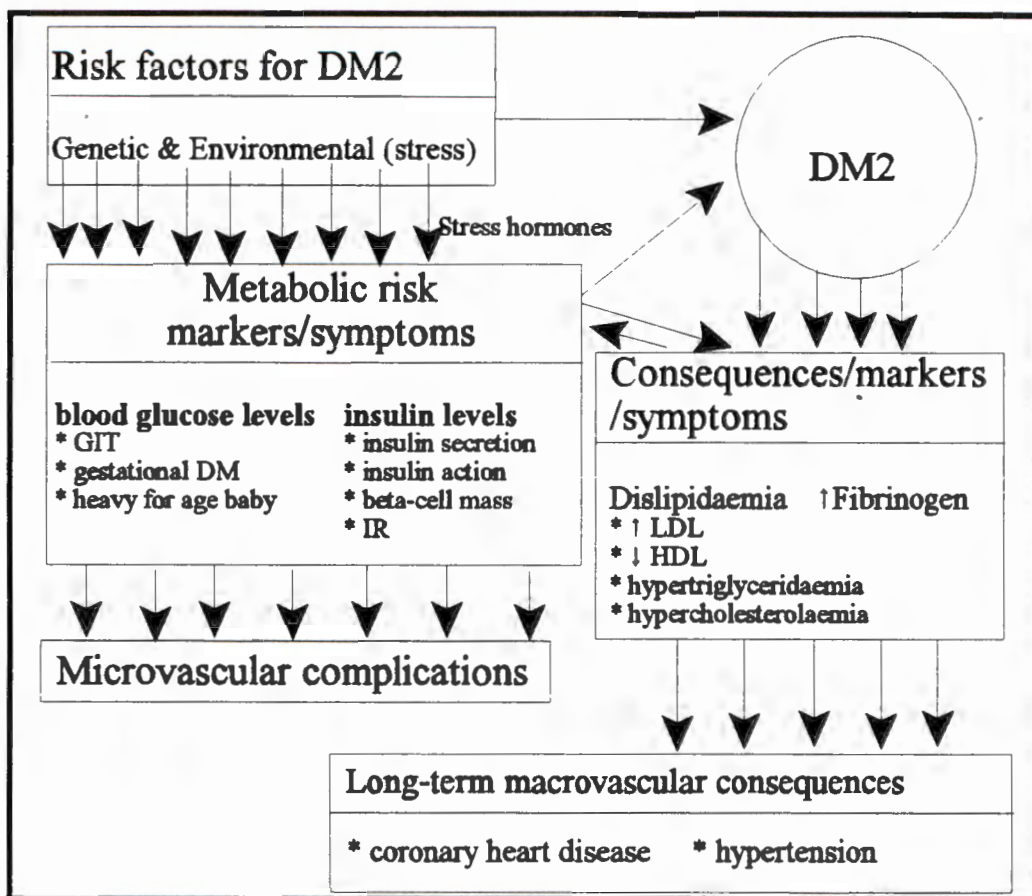 Risk factors for DM2
Genetic & Environmental (stress)
DM2
Stress hormones
Metabolic risk
markers/symptoms
blood glucose levels
* GIT
* gestational DM
* heavy for age baby
insulin levels
* insulin secretion
* insulin action
* beta-cell mass
* IR
Consequences/markers
/symptoms
Dislipidaemia ↑Fibrinogen
* ↑ LDL
* ↓ HDL
* hypertriglyceridaemia
* hypercholesterolaemia
Microvascular complications
Long-term macrovascular consequences
* coronary heart disease * hypertension